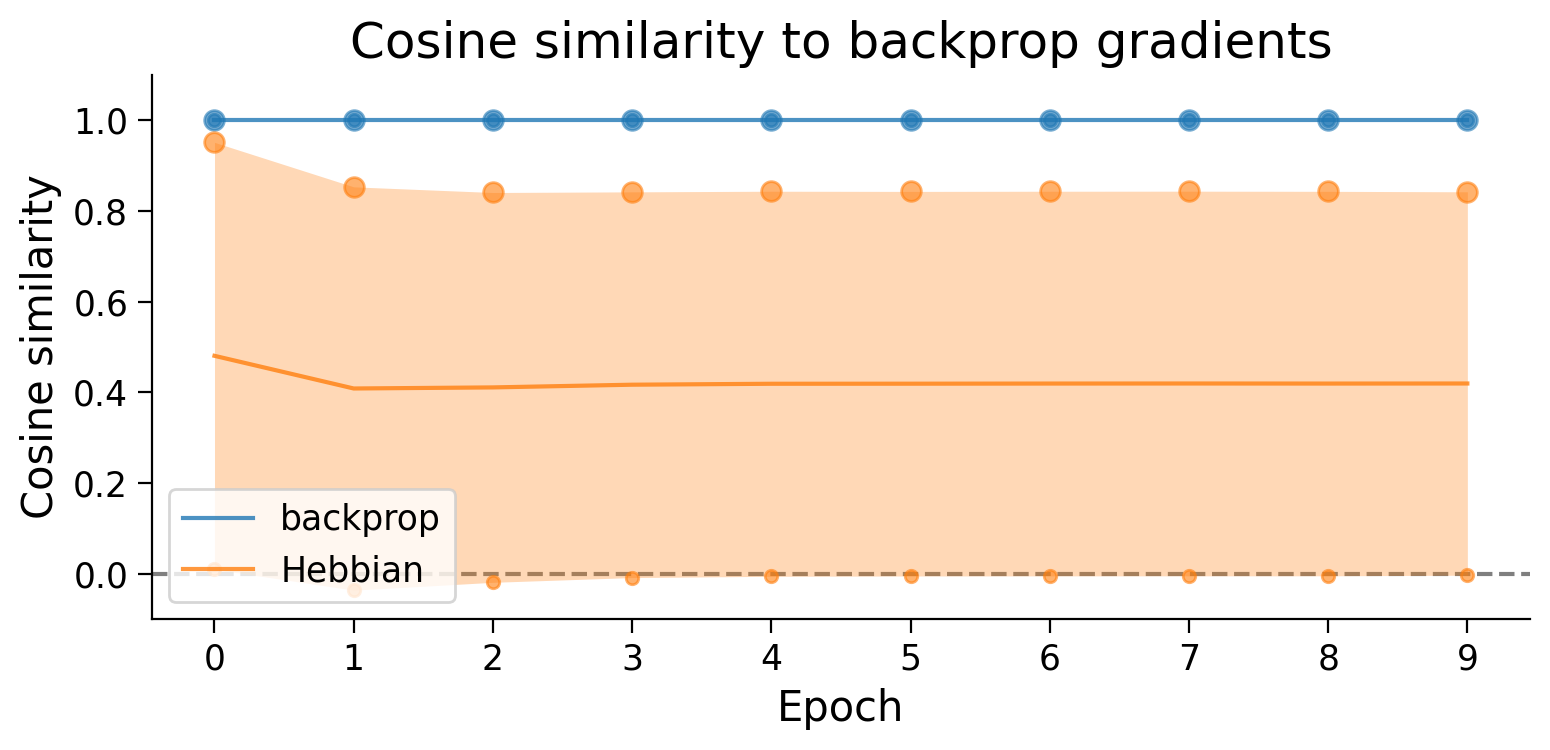 Cosine similarity to backprop gradients
Cosine similarity
1.0
0.8
0.6
0.4
0.2
0.0
backprop
Hebbian
0 1 2 3 4 5 6 7 8 9
Epoch